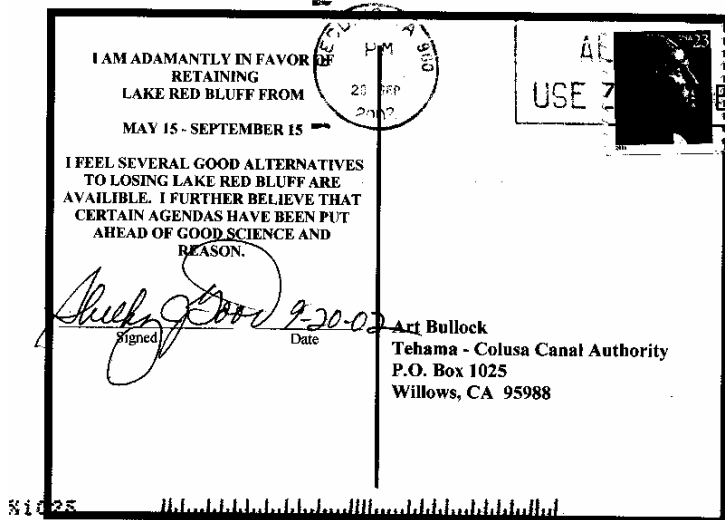 I AM ADAMANTLY IN FAVOR OF
RETAINING
LAKE RED BLUFF FROM
MAY 15 - SEPTEMBER 15
I FEEL SEVERAL GOOD ALTERNATIVES
TO LOSING LAKE RED BLUFF ARE
AVAILIBLE. I FURTHER BELIEVE THAT
CERTAIN AGENDAS HAVE BEEN PUT
AHEAD OF GOOD SCIENCE AND
REASON.
9-20-02
Signed Date
PM
20 SEP
2002
USE
23
Art Bullock
Tehama - Colusa Canal Authority
P.O. Box 1025
Willows, CA 95988